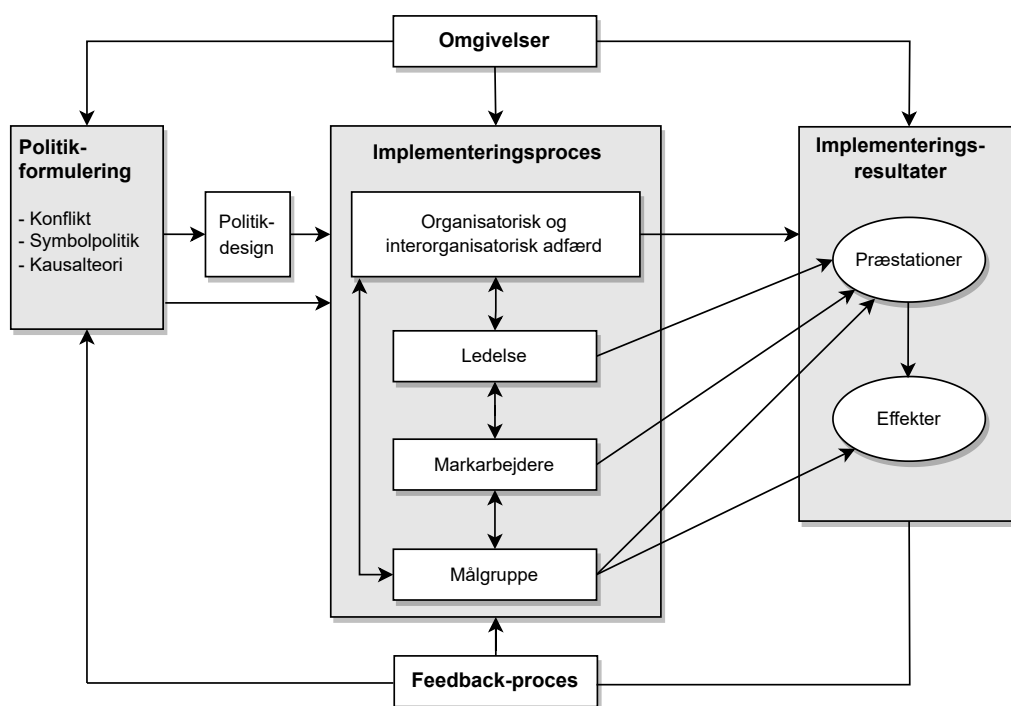 Omgivelser
Politik-
formulering
- Konflikt
- Symbolpolitik
- Kausalteori
Politik-
design
Implementeringsproces
Organisatorisk og
interorganisatorisk adfærd
Ledelse
Markarbejdere
Målgruppe
Implementerings-
resultater
Præstationer
Effekter
Feedback-proces